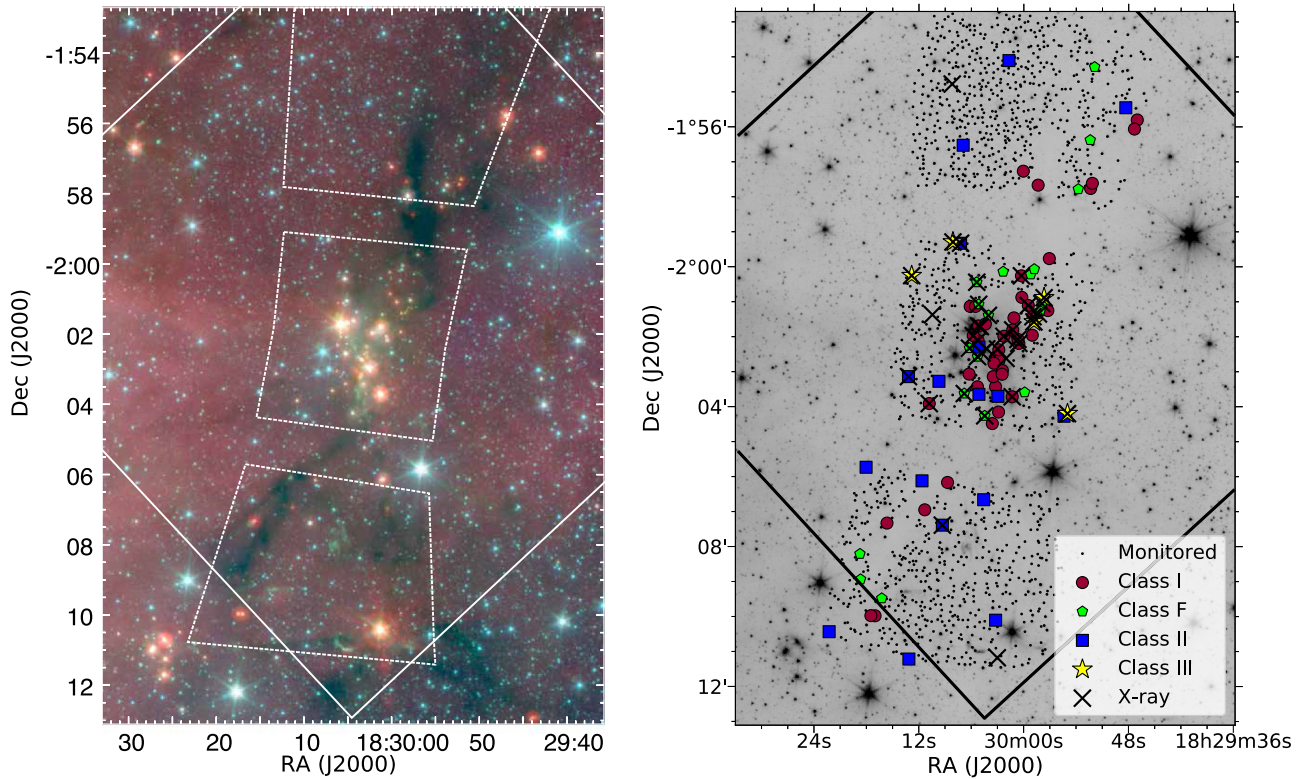 -1:54
56
58
-2:00
02
04
06
08
10
12
Dec (J2000)
30
20
10
18:30:00
50
29:40
RA (J2000)
-1°56'
-2°00'
04'
08'
12'
Dec (J2000)
Monitored
Class I
Class F
Class II
Class III
X-ray
24s
12s
30m00s
48s
18h29m36s
RA (J2000)